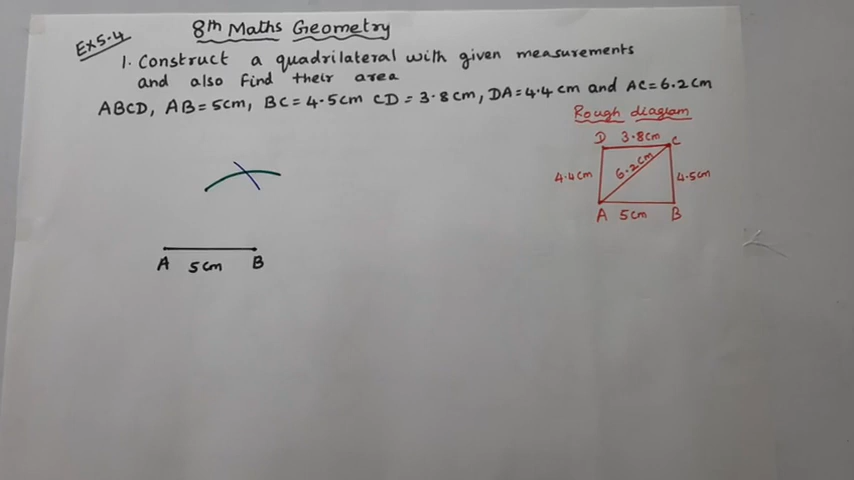 Ex 5.4
8th Maths Geometry
1. Construct a quadrilateral with given measurements
and also find their area
ABCD, AB = 5cm, BC = 4.5cm CD = 3.8cm, DA = 4.4cm and AC = 6.2cm
Rough diagram
D 3.8cm C
4.4cm 6.2cm 4.5cm
A 5cm B
A 5cm B